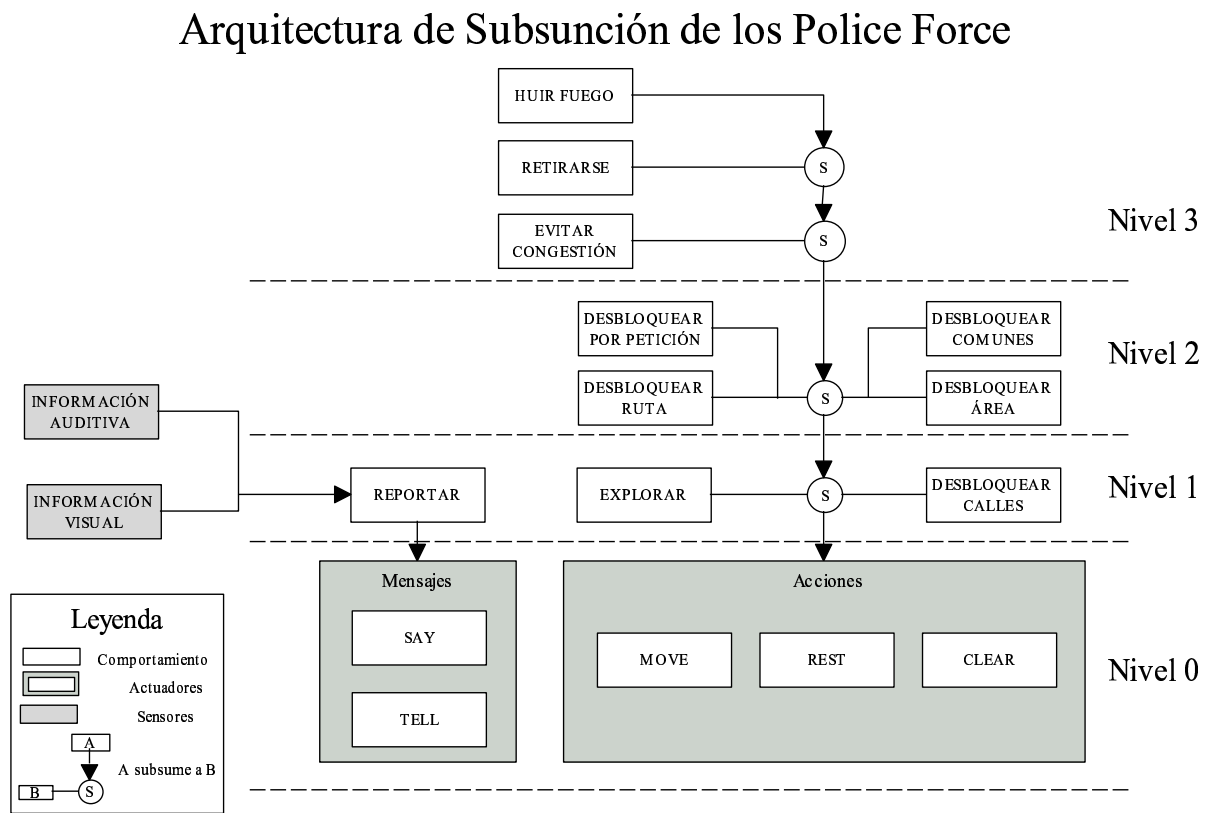 Arquitectura de Subsunción de los Police Force
HUIR FUEGO
S
RETIRARSE
S
EVITAR
CONGESTIÓN
Nivel 3
DESBLOQUEAR
POR PETICIÓN
DESBLOQUEAR
COMUNES
Nivel 2
DESBLOQUEAR
RUTA
S
DESBLOQUEAR
ÁREA
INFORMACIÓN
AUDITIVA
INFORMACIÓN
VISUAL
REPORTAR
EXPLORAR
S
DESBLOQUEAR
CALLES
Nivel 1
Mensajes
SAY
TELL
Acciones
MOVE
REST
CLEAR
Nivel 0
Leyenda
Comportamiento
Actuadores
Sensores
A
A subsume a B
B
S